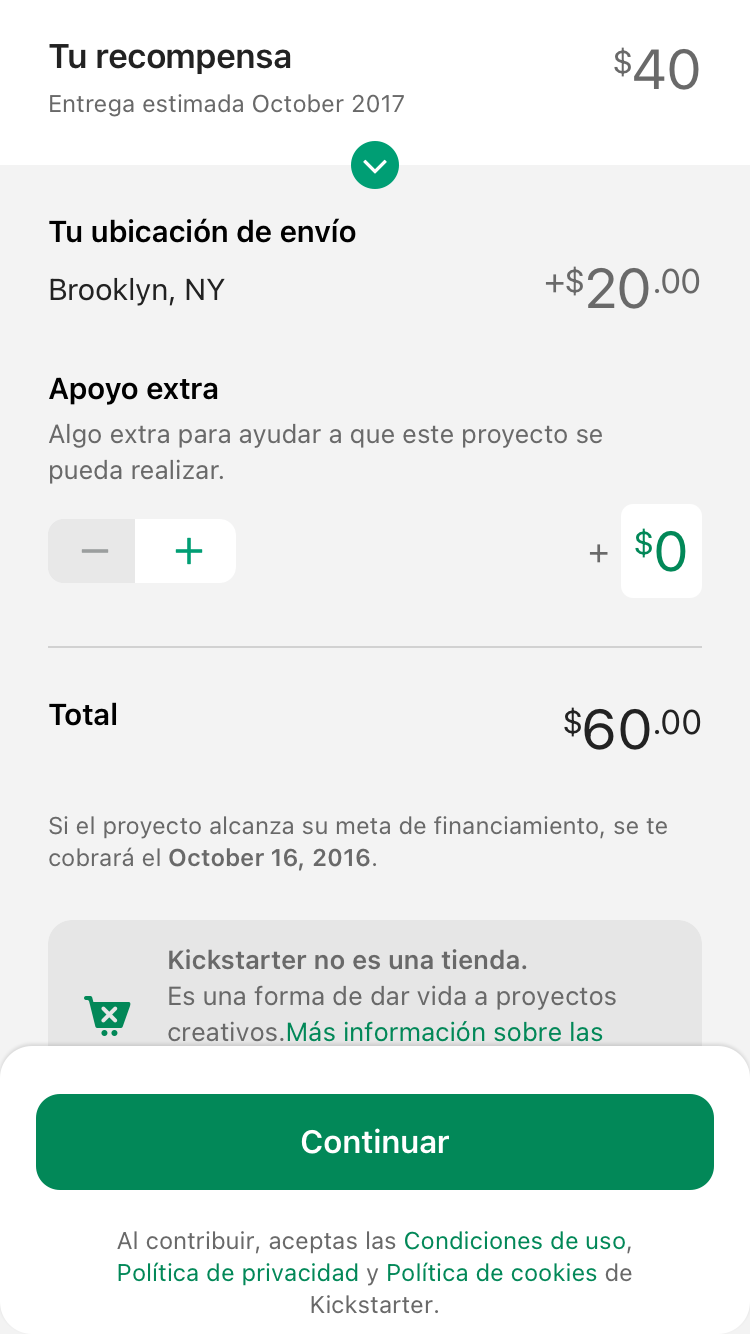 Tu recompensa
$40
Entrega estimada October 2017
Tu ubicación de envío
Brooklyn, NY
+$20.00
Apoyo extra
Algo extra para ayudar a que este proyecto se
pueda realizar.
+ $0
Total
$60.00
Si el proyecto alcanza su meta de financiamiento, se te
cobrará el October 16, 2016.
Kickstarter no es una tienda.
Es una forma de dar vida a proyectos
creativos.Más información sobre las
Continuar
Al contribuir, aceptas las Condiciones de uso,
Política de privacidad y Política de cookies de
Kickstarter.